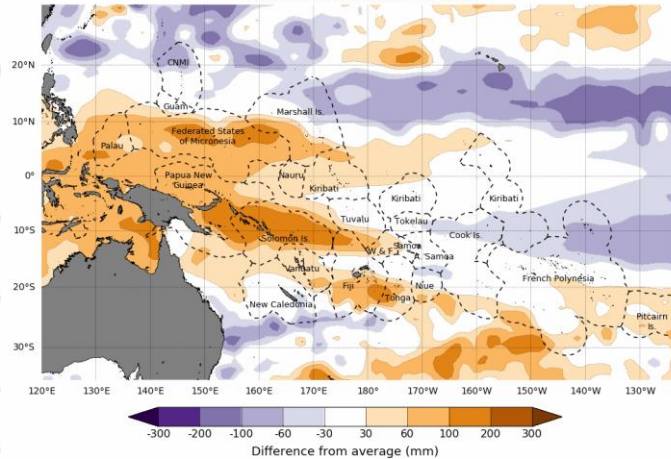 20°N
10°N
0°
10°S
20°S
30°S
CNMI
Guam
Marshall Is.
Federated States
of Micronesia
Palau
Papua New
Guinea
Nauru
Kiribati
Kiribati
Kiribati
Tuvalu
Tokelau
Solomon Is.
W & F
Samoa
A. Samoa
Cook Is.
Vanuatu
Fiji
Niue
Tonga
French Polynesia
New Caledonia
Pitcairn
Is.
120°E 130°E 140°E 150°E 160°E 170°E 180° 170°W 160°W 150°W 140°W 130°W
-300 -200 -100 -60 -30 30 60 100 200 300
Difference from average (mm)